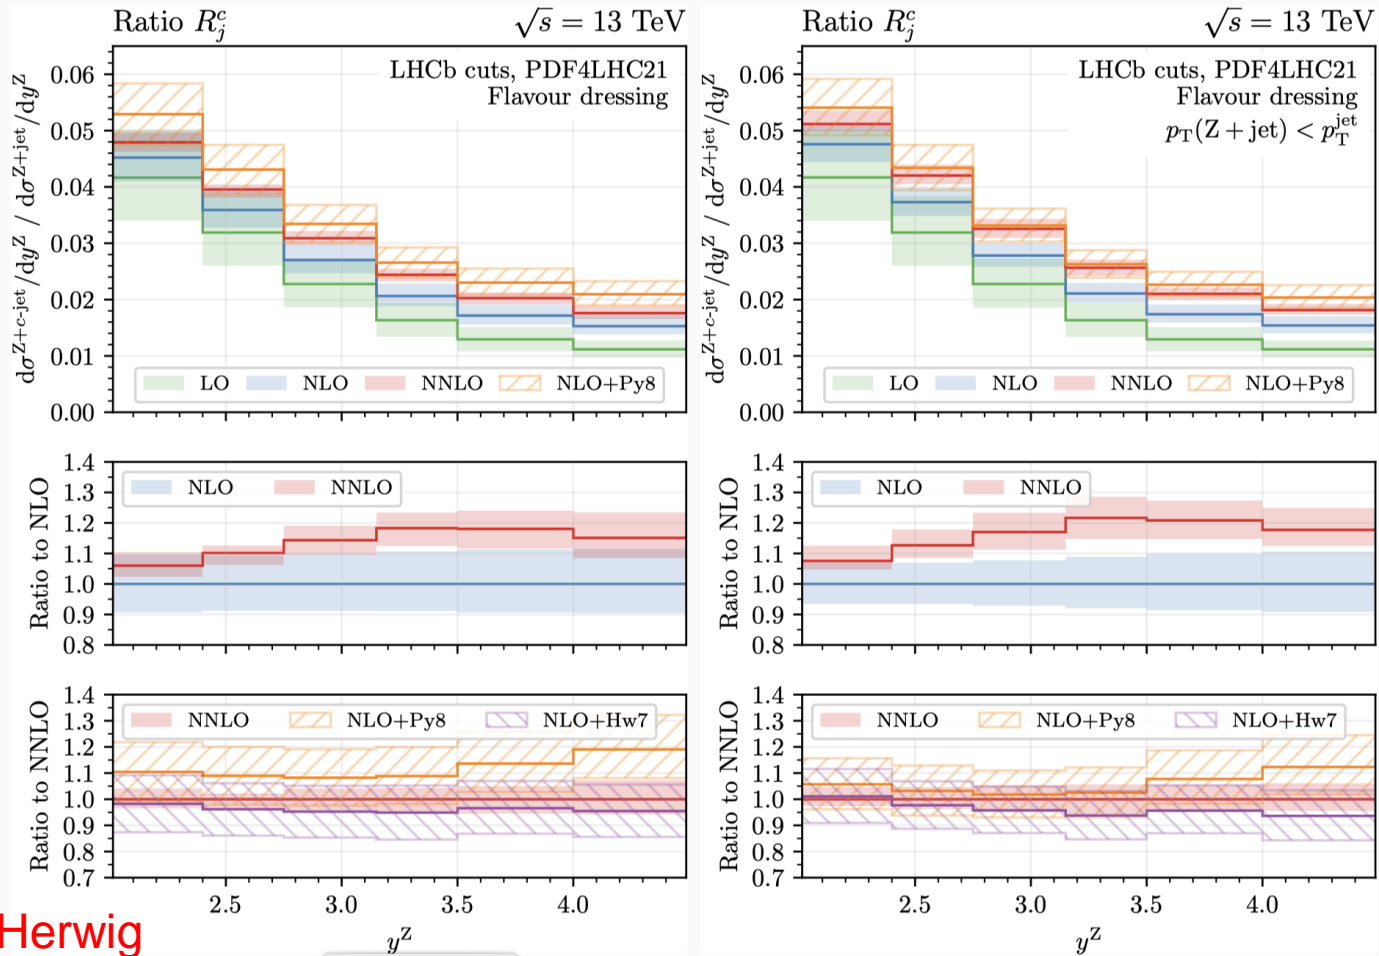 Ratio R_j^c √s = 13 TeV
LHCb cuts, PDF4LHC21
Flavour dressing
dσ^{Z+c-jet}/dy^Z / dσ^{Z+jet}/dy^Z
0.06
0.05
0.04
0.03
0.02
0.01
0.00
LO NLO NNLO NLO+Py8
Ratio to NLO
1.4
1.3
1.2
1.1
1.0
0.9
0.8
NLO NNLO
Ratio to NNLO
1.4
1.3
1.2
1.1
1.0
0.9
0.8
0.7
NNLO NLO+Py8 NLO+Hw7
2.5 3.0 3.5 4.0
y^Z
Herwig
Ratio R_j^c √s = 13 TeV
LHCb cuts, PDF4LHC21
Flavour dressing
p_T(Z + jet) < p_T^{jet}
dσ^{Z+c-jet}/dy^Z / dσ^{Z+jet}/dy^Z
0.06
0.05
0.04
0.03
0.02
0.01
0.00
LO NLO NNLO NLO+Py8
Ratio to NLO
1.4
1.3
1.2
1.1
1.0
0.9
0.8
NLO NNLO
Ratio to NNLO
1.4
1.3
1.2
1.1
1.0
0.9
0.8
0.7
NNLO NLO+Py8 NLO+Hw7
2.5 3.0 3.5 4.0
y^Z